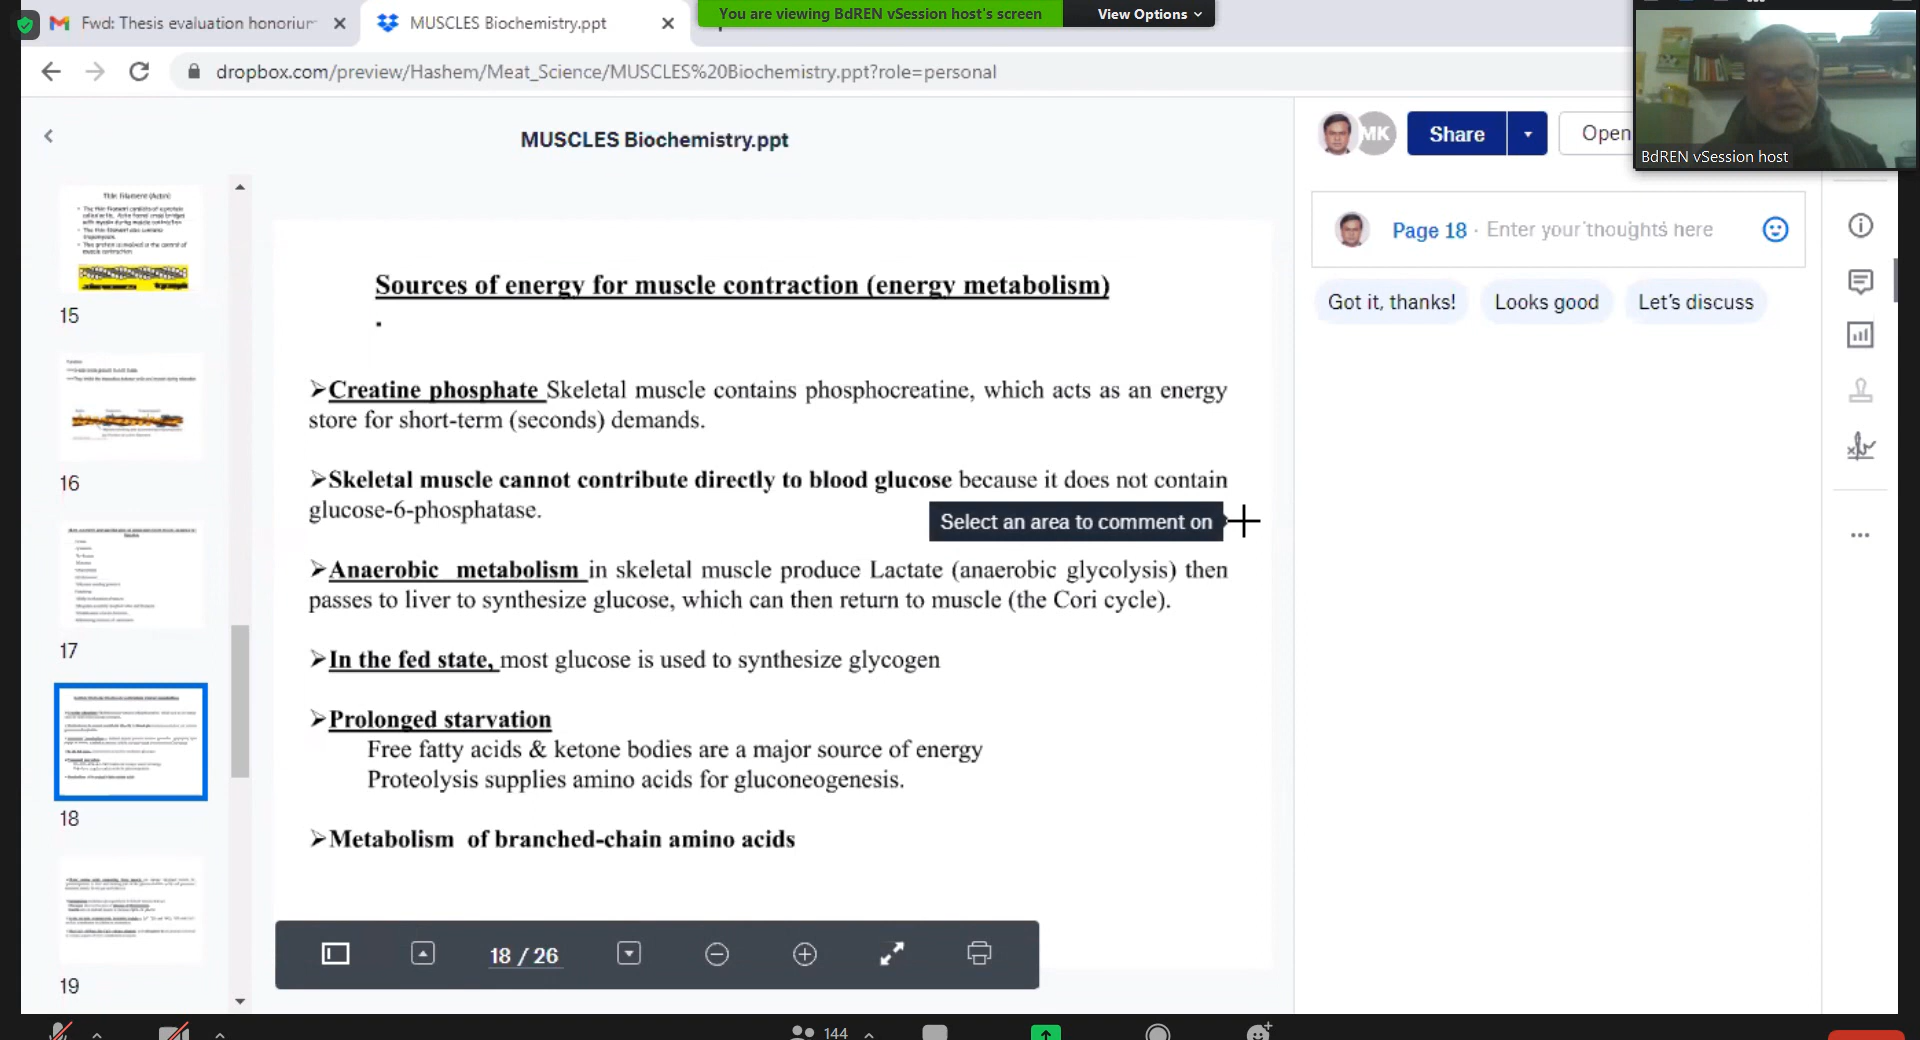 You are viewing BdREN vSession host's screen
View Options
Fwd: Thesis evaluation honoriun
MUSCLES Biochemistry.ppt
dropbox.com/preview/Hashem/Meat_Science/MUSCLES%20Biochemistry.ppt?role=personal
BdREN vSession host
MUSCLES Biochemistry.ppt
MK
Share
Open
Page 18 · Enter your thoughts here
Got it, thanks!
Looks good
Let's discuss
Thin Filament (Actin)
15
16
17
18
19
Sources of energy for muscle contraction (energy metabolism)
.
➢Creatine phosphate Skeletal muscle contains phosphocreatine, which acts as an energy
store for short-term (seconds) demands.
➢Skeletal muscle cannot contribute directly to blood glucose because it does not contain
glucose-6-phosphatase.
Select an area to comment on
➢Anaerobic metabolism in skeletal muscle produce Lactate (anaerobic glycolysis) then
passes to liver to synthesize glucose, which can then return to muscle (the Cori cycle).
➢In the fed state, most glucose is used to synthesize glycogen
➢Prolonged starvation
Free fatty acids & ketone bodies are a major source of energy
Proteolysis supplies amino acids for gluconeogenesis.
➢Metabolism of branched-chain amino acids
18 / 26
144